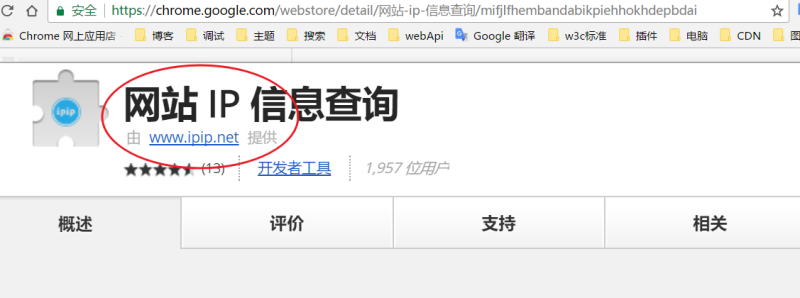 安全 https://chrome.google.com/webstore/detail/网站-ip-信息查询/mifjlfhembandabikpiehhokhdepbdai
Chrome 网上应用店 博客 调试 主题 搜索 文档 webApi Google 翻译 w3c标准 插件 电脑 CDN
ipip
网站 IP 信息查询
由 www.ipip.net 提供
(13) 开发者工具 1,957 位用户
概述 评价 支持 相关